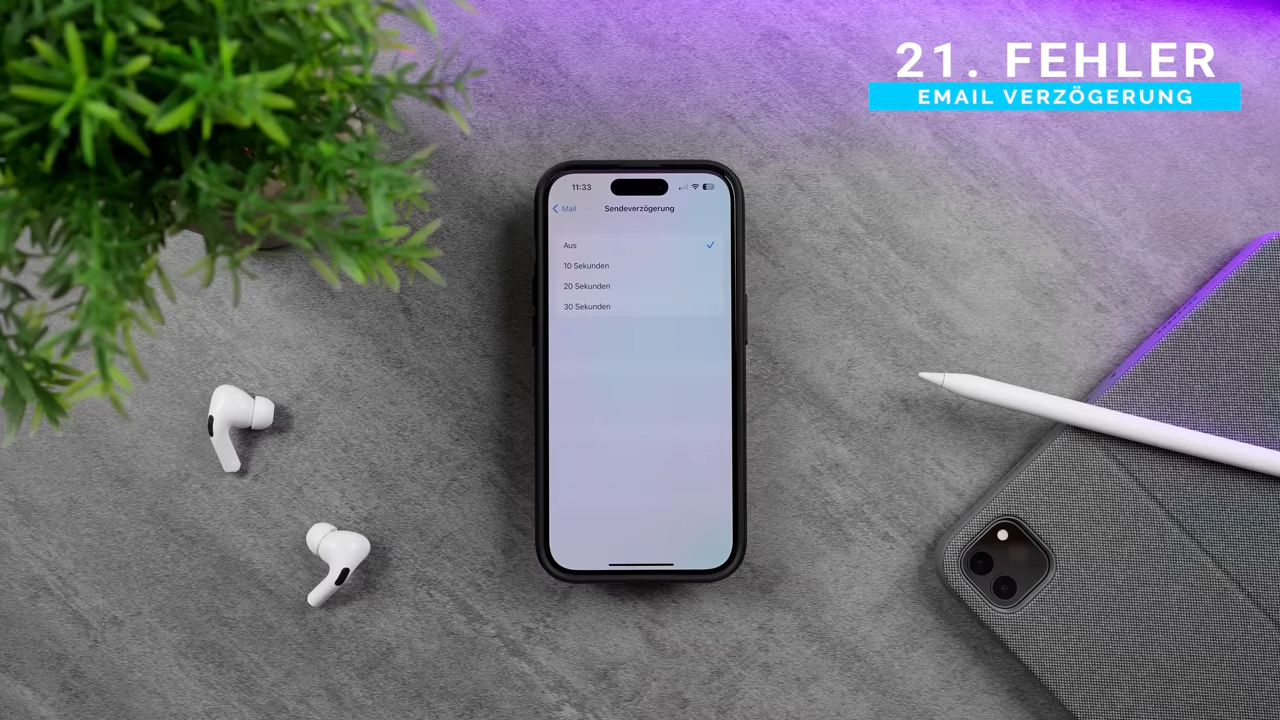 21. FEHLER
EMAIL VERZÖGERUNG
11:33
Mail
Sendeverzögerung
Aus
10 Sekunden
20 Sekunden
30 Sekunden